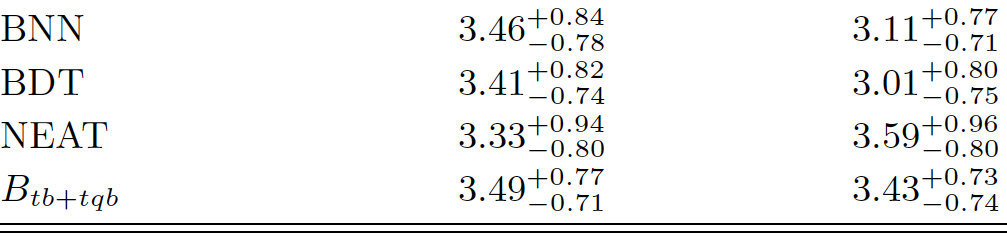 BNN 3.46^{+0.84}_{−0.78} 3.11^{+0.77}_{−0.71}
BDT 3.41^{+0.82}_{−0.74} 3.01^{+0.80}_{−0.75}
NEAT 3.33^{+0.94}_{−0.80} 3.59^{+0.96}_{−0.80}
B_{tb+tqb} 3.49^{+0.77}_{−0.71} 3.43^{+0.73}_{−0.74}